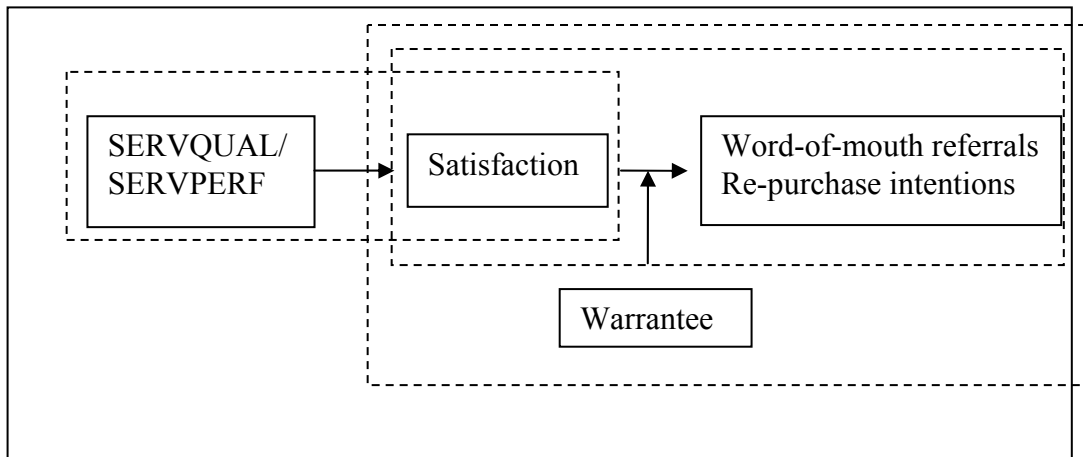 SERVQUAL/
SERVPERF
Satisfaction
Word-of-mouth referrals
Re-purchase intentions
Warrantee